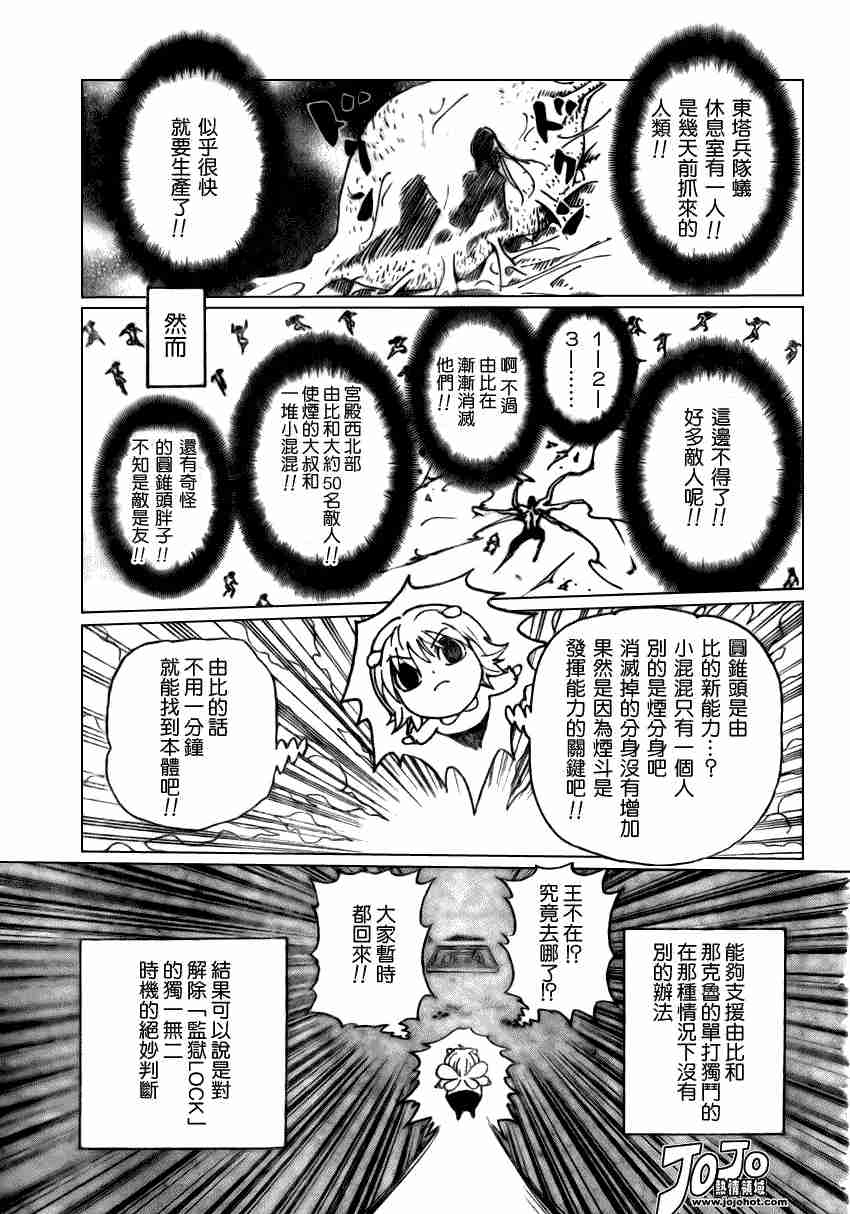 東塔兵隊蟻
休息室有一人!!
是幾天前抓來的
人類!!
ドドド
ド
似乎很快
就要生產了!!
然而
這邊不得了!!
好多敵人呢!!
1—2—
3—……
啊 不過
由比在
漸漸消滅
他們!!
宮殿西北部
由比和大約50名敵人!!
使煙的大叔和
一堆小混混!!
還有奇怪
的圓錐頭胖子!!
不知是敵是友!!
圓錐頭是由
比的新能力…?
小混混只有一個人
別的是煙分身吧
消滅掉的分身沒有增加
果然是因為煙斗是
發揮能力的關鍵吧!!
由比的話
不用一分鐘
就能找到本體吧!!
王不在!?
究竟去哪了!?
大家暫時
都回來!!
能夠支援由比和
那克魯的單打獨鬥的
在那種情況下沒有
別的辦法
結果可以說是對
解除「監獄LOCK」
的獨一無二
時機的絕妙判斷
JOJO
熱情領域
www.jojohot.com